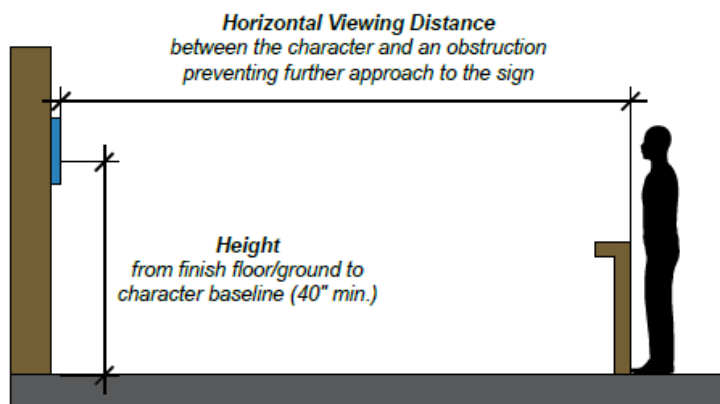 Horizontal Viewing Distance
between the character and an obstruction
preventing further approach to the sign
Height
from finish floor/ground to
character baseline (40" min.)